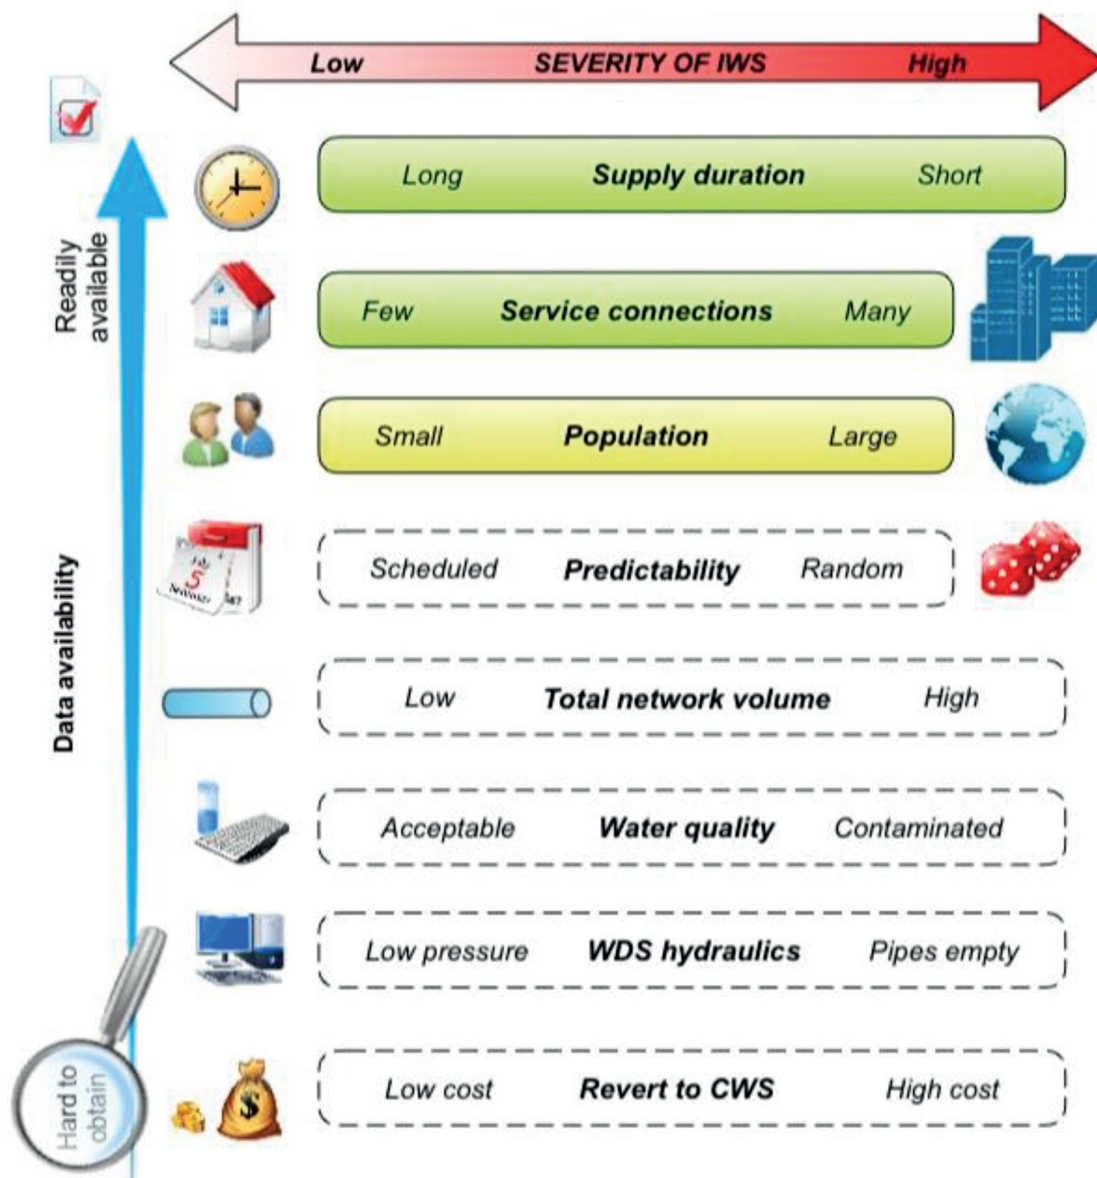 Low SEVERITY OF IWS High
Long Supply duration Short
Readily
available
Few Service connections Many
Small Population Large
Scheduled Predictability Random
July
5
Data availability
Low Total network volume High
Acceptable Water quality Contaminated
Low pressure WDS hydraulics Pipes empty
Hard to
obtain
$
Low cost Revert to CWS High cost